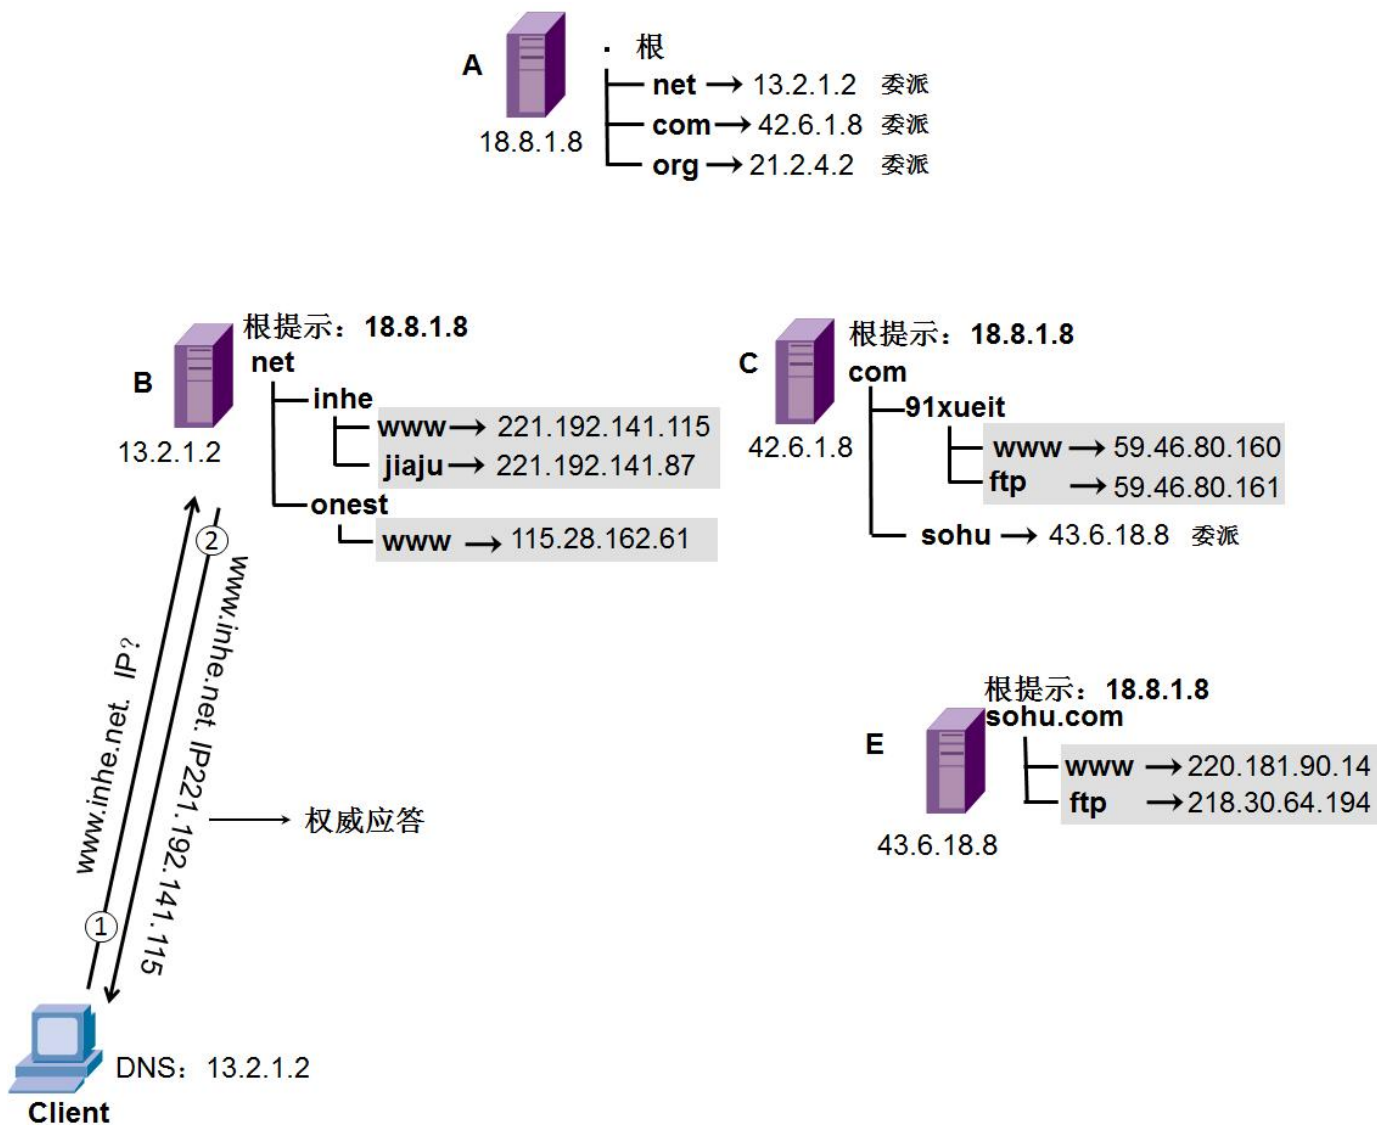 A
18.8.1.8
· 根
net → 13.2.1.2 委派
com → 42.6.1.8 委派
org → 21.2.4.2 委派
B
13.2.1.2
根提示：18.8.1.8
net
inhe
www → 221.192.141.115
jiaju → 221.192.141.87
onest
www → 115.28.162.61
C
42.6.1.8
根提示：18.8.1.8
com
91xueit
www → 59.46.80.160
ftp → 59.46.80.161
sohu → 43.6.18.8 委派
E
43.6.18.8
根提示：18.8.1.8
sohu.com
www → 220.181.90.14
ftp → 218.30.64.194
①
www.inhe.net. IP?
②
www.inhe.net. IP221.192.141.115
权威应答
DNS：13.2.1.2
Client